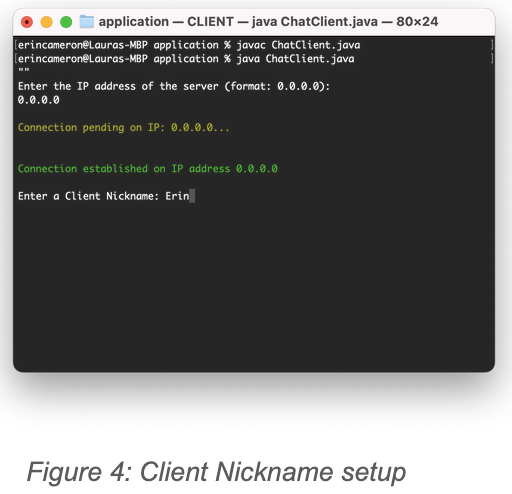 application — CLIENT — java ChatClient.java — 80×24
[erincameron@Lauras-MBP application % javac ChatClient.java ]
[erincameron@Lauras-MBP application % java ChatClient.java ]
""
Enter the IP address of the server (format: 0.0.0.0):
0.0.0.0
Connection pending on IP: 0.0.0.0...
Connection established on IP address 0.0.0.0
Enter a Client Nickname: Erin
Figure 4: Client Nickname setup